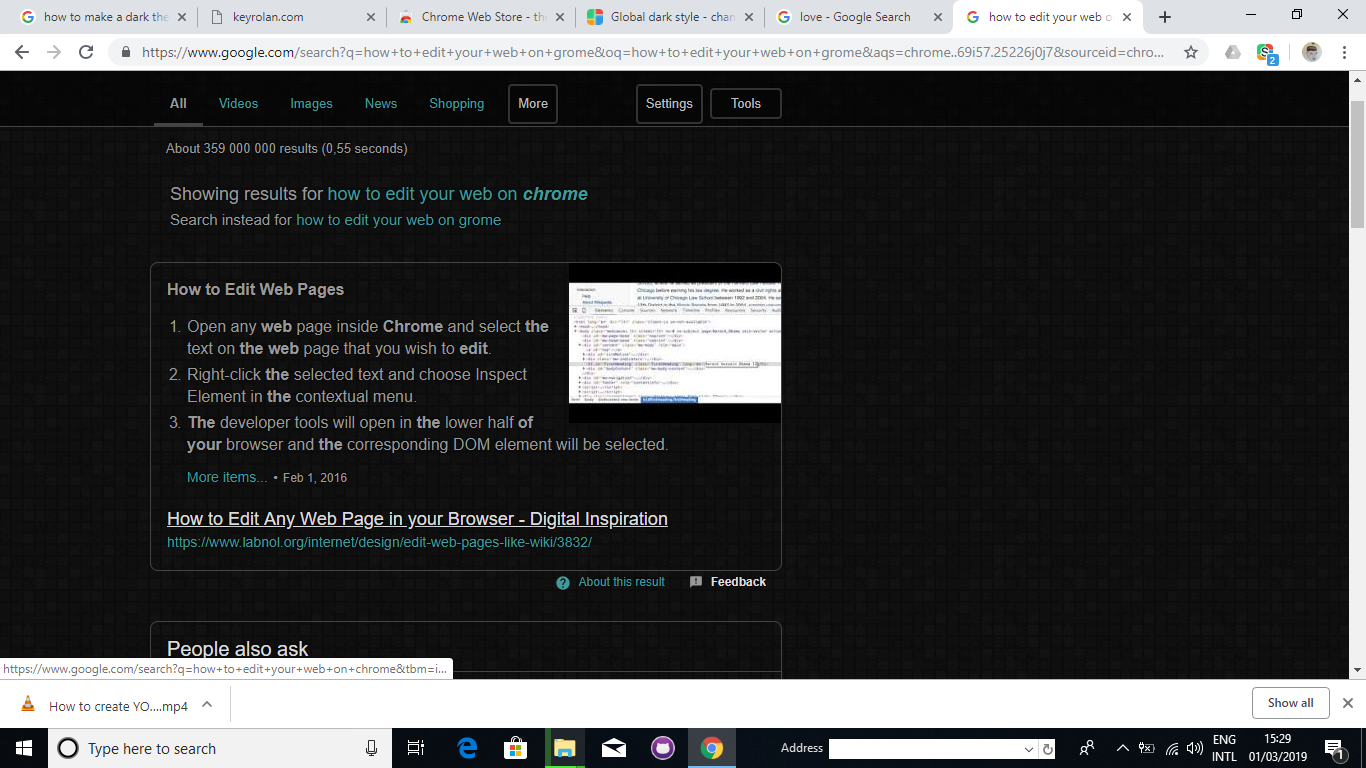 how to make a dark the
keyrolan.com
Chrome Web Store - the
Global dark style - chan
love - Google Search
how to edit your web o
https://www.google.com/search?q=how+to+edit+your+web+on+grome&oq=how+to+edit+your+web+on+grome&aqs=chrome..69i57.25226j0j7&sourceid=chro...
2
All Videos Images News Shopping More Settings Tools
About 359 000 000 results (0,55 seconds)
Showing results for how to edit your web on chrome
Search instead for how to edit your web on grome
How to Edit Web Pages
1. Open any web page inside Chrome and select the
text on the web page that you wish to edit.
2. Right-click the selected text and choose Inspect
Element in the contextual menu.
3. The developer tools will open in the lower half of
your browser and the corresponding DOM element will be selected.
More items... • Feb 1, 2016
How to Edit Any Web Page in your Browser - Digital Inspiration
https://www.labnol.org/internet/design/edit-web-pages-like-wiki/3832/
About this result Feedback
People also ask
https://www.google.com/search?q=how+to+edit+your+web+on+chrome&tbm=i...
How to create YO....mp4
Show all
Type here to search
Address
ENG
INTL
15:29
01/03/2019
1